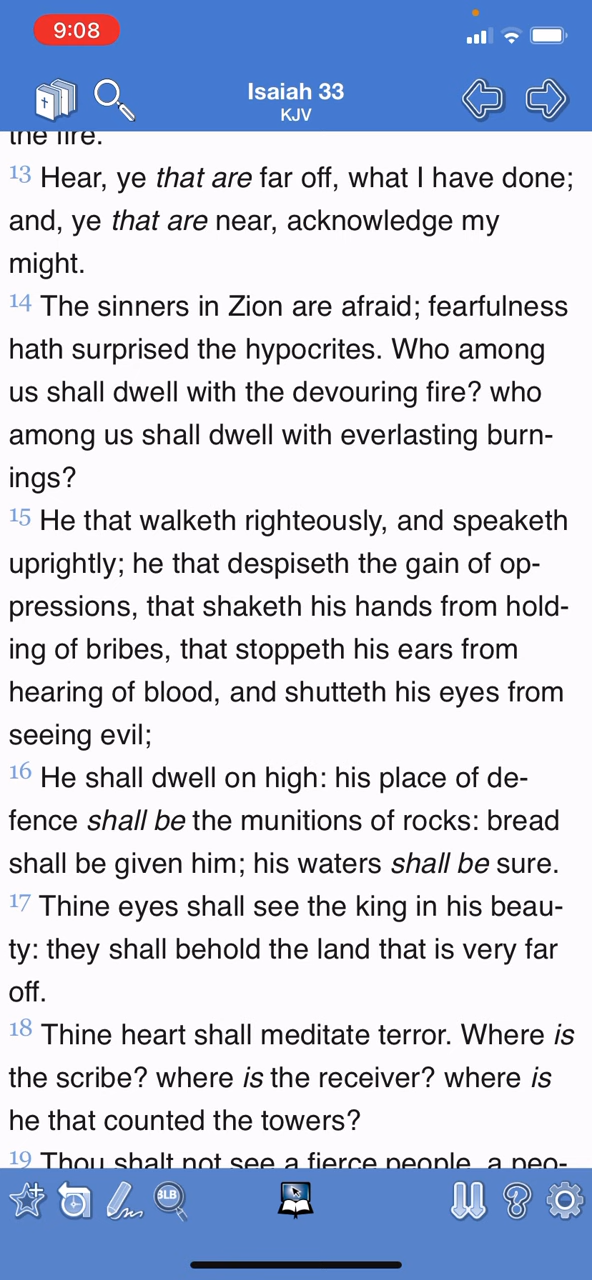 9:08
Isaiah 33
KJV
the fire.
13 Hear, ye that are far off, what I have done;
and, ye that are near, acknowledge my
might.
14 The sinners in Zion are afraid; fearfulness
hath surprised the hypocrites. Who among
us shall dwell with the devouring fire? who
among us shall dwell with everlasting burn-
ings?
15 He that walketh righteously, and speaketh
uprightly; he that despiseth the gain of op-
pressions, that shaketh his hands from hold-
ing of bribes, that stoppeth his ears from
hearing of blood, and shutteth his eyes from
seeing evil;
16 He shall dwell on high: his place of de-
fence shall be the munitions of rocks: bread
shall be given him; his waters shall be sure.
17 Thine eyes shall see the king in his beau-
ty: they shall behold the land that is very far
off.
18 Thine heart shall meditate terror. Where is
the scribe? where is the receiver? where is
he that counted the towers?
19 Thou shalt not see a fierce people, a peo-
BLB